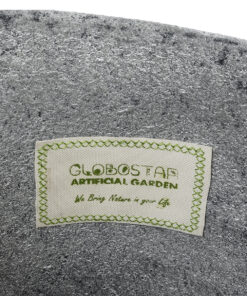 GLOBOSTAR
ARTIFICIAL GARDEN
We Bring Nature in your Life